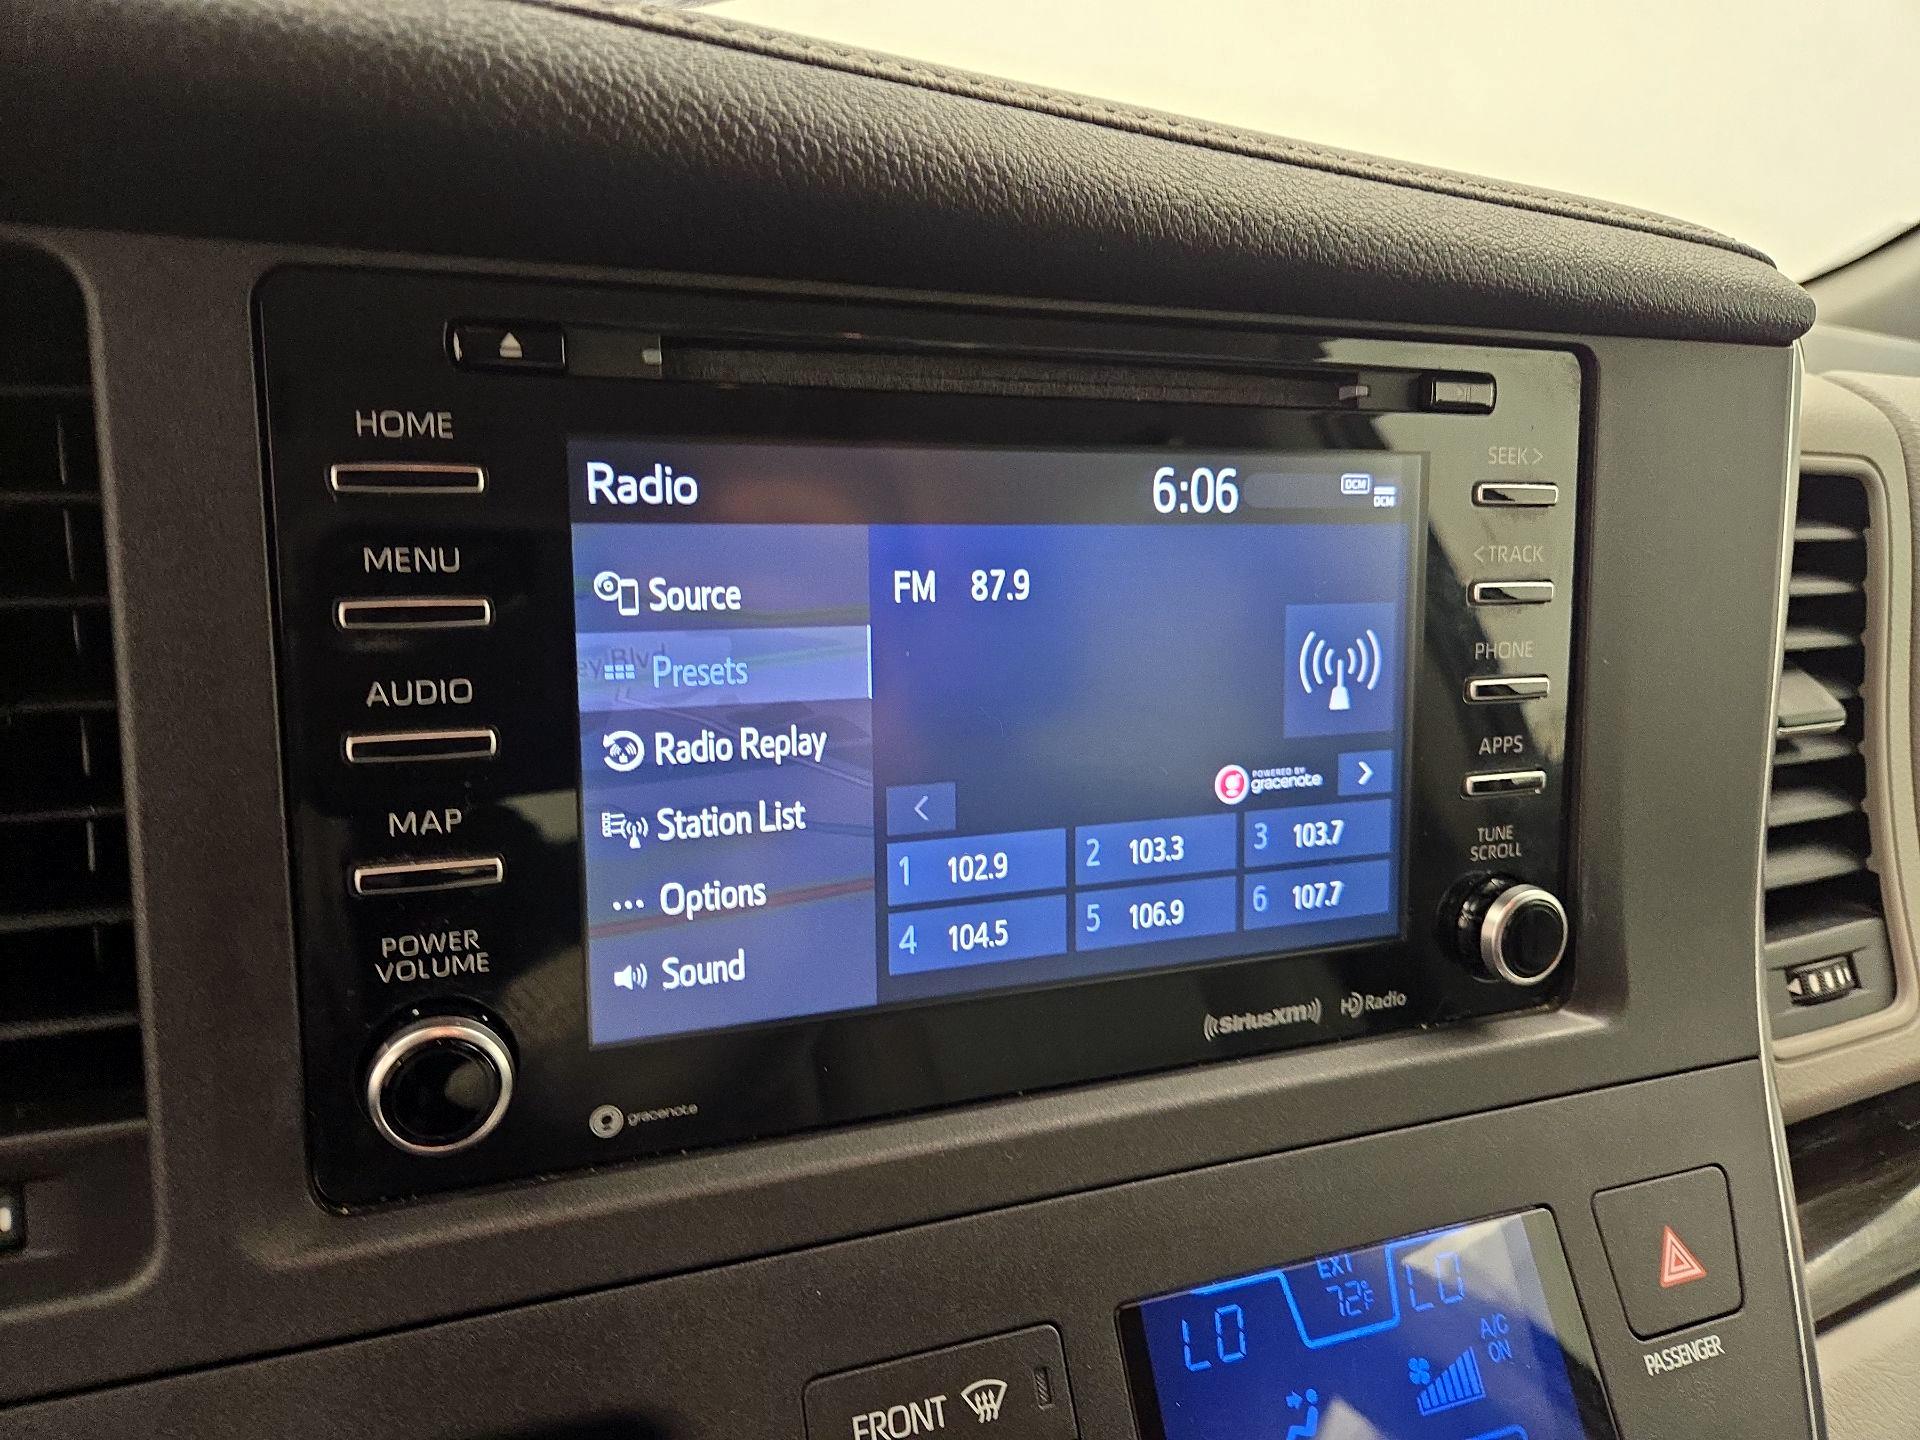 HOME
MENU
AUDIO
MAP
POWER
VOLUME
Radio
6:06
DCM
DCM
Source
Presets
ey Blvd
Radio Replay
Station List
... Options
Sound
FM 87.9
POWERED BY
gracenote
<
>
1 102.9
2 103.3
3 103.7
4 104.5
5 106.9
6 107.7
SEEK >
< TRACK
PHONE
APPS
TUNE
SCROLL
((SiriusXM))
HD Radio
gracenote
LO
EXT
72°F
LO
A/C
ON
FRONT
PASSENGER